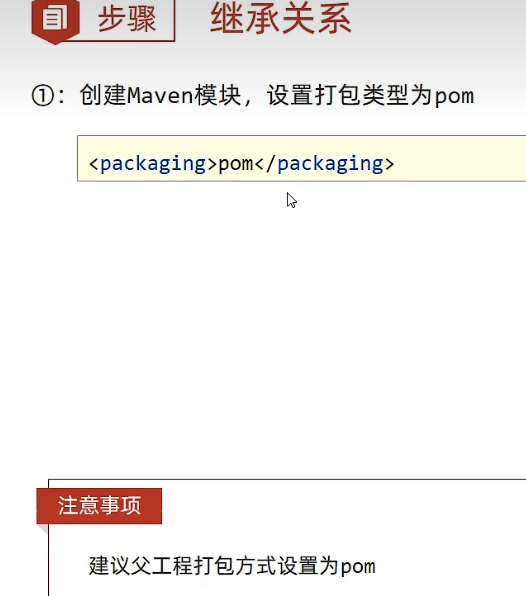 步骤 继承关系
①：创建Maven模块，设置打包类型为pom
<packaging>pom</packaging>
注意事项
建议父工程打包方式设置为pom